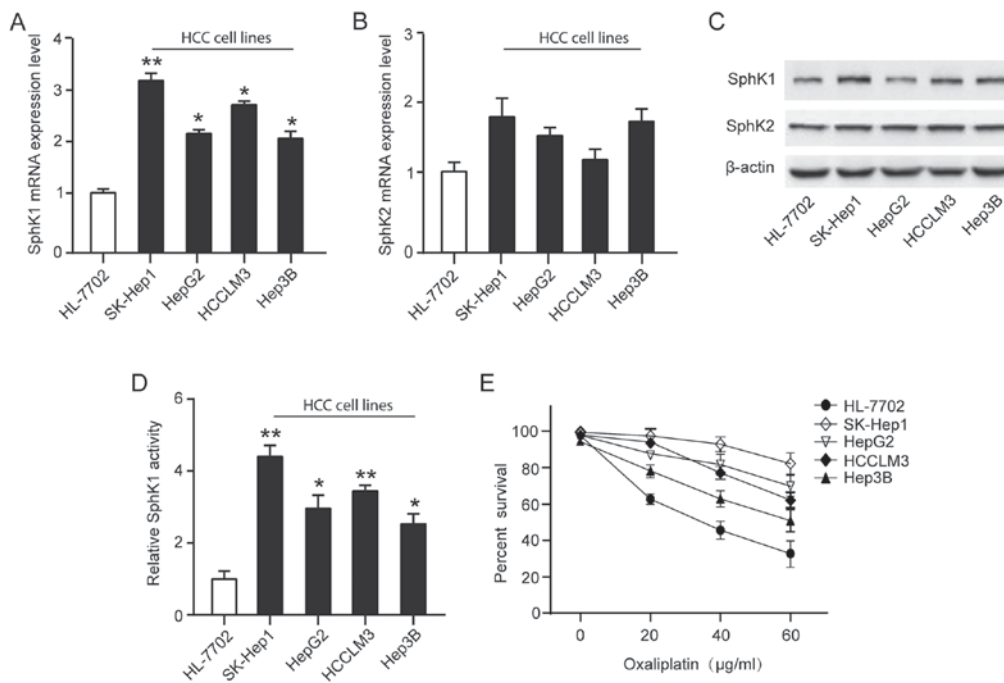 A
SphK1 mRNA expression level
HCC cell lines
4
3
2
1
0
**
*
*
*
HL-7702
SK-Hep1
HepG2
HCCLM3
Hep3B
B
SphK2 mRNA expression level
HCC cell lines
3
2
1
0
HL-7702
SK-Hep1
HepG2
HCCLM3
Hep3B
C
SphK1
SphK2
β-actin
HL-7702
SK-Hep1
HepG2
HCCLM3
Hep3B
D
Relative SphK1 activity
HCC cell lines
6
4
2
0
**
*
**
*
HL-7702
SK-Hep1
HepG2
HCCLM3
Hep3B
E
Percent survival
100
80
60
40
20
0
0
20
40
60
Oxaliplatin (μg/ml)
HL-7702
SK-Hep1
HepG2
HCCLM3
Hep3B